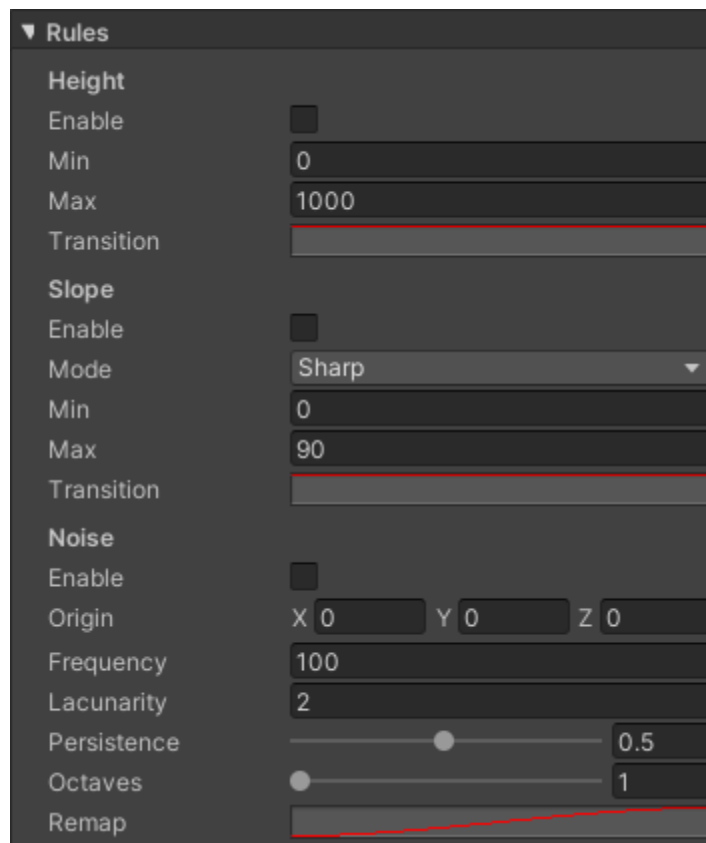 Rules
Height
Enable
Min 0
Max 1000
Transition
Slope
Enable
Mode Sharp
Min 0
Max 90
Transition
Noise
Enable
Origin X 0 Y 0 Z 0
Frequency 100
Lacunarity 2
Persistence 0.5
Octaves 1
Remap